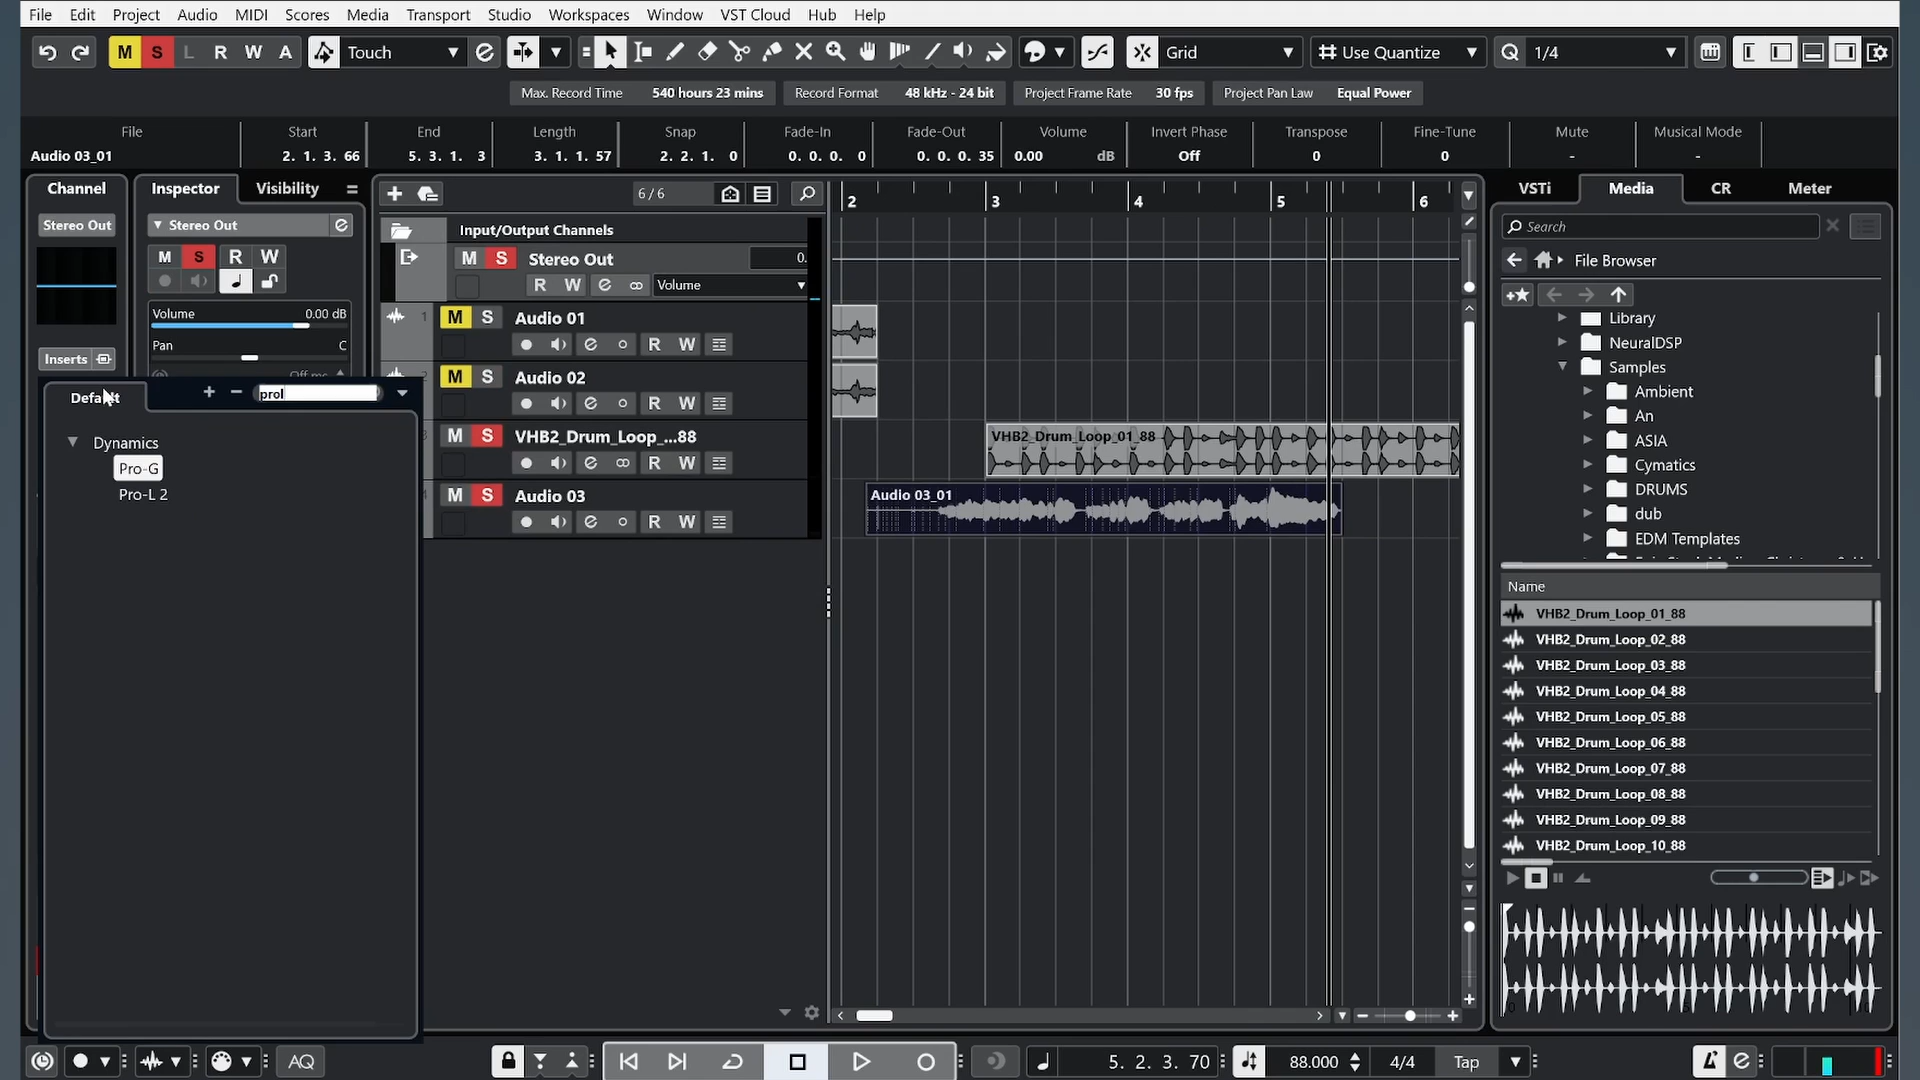 File Edit Project Audio MIDI Scores Media Transport Studio Workspaces Window VST Cloud Hub Help
M S L R W A Touch Grid Use Quantize Q 1/4
Max. Record Time 540 hours 23 mins Record Format 48 kHz - 24 bit Project Frame Rate 30 fps Project Pan Law Equal Power
File Start End Length Snap Fade-In Fade-Out Volume Invert Phase Transpose Fine-Tune Mute Musical Mode
Audio 03_01 2. 1. 3. 66 5. 3. 1. 3 3. 1. 1. 57 2. 2. 1. 0 0. 0. 0. 0 0. 0. 0. 35 0.00 dB Off 0 0 - -
Channel Inspector Visibility 6/6 2 3 4 5 6 VSTi Media CR Meter
Stereo Out Stereo Out
M S R W
Volume 0.00 dB
Pan C
Inserts
Default prol
Dynamics
Pro-G
Pro-L 2
Input/Output Channels
M S Stereo Out 0.
R W Volume
1 M S Audio 01
R W
M S Audio 02
R W
M S VHB2_Drum_Loop_...88
R W
M S Audio 03
R W
VHB2_Drum_Loop_01_88
Audio 03_01
Search
File Browser
Library
NeuralDSP
Samples
Ambient
An
ASIA
Cymatics
DRUMS
dub
EDM Templates
Name
VHB2_Drum_Loop_01_88
VHB2_Drum_Loop_02_88
VHB2_Drum_Loop_03_88
VHB2_Drum_Loop_04_88
VHB2_Drum_Loop_05_88
VHB2_Drum_Loop_06_88
VHB2_Drum_Loop_07_88
VHB2_Drum_Loop_08_88
VHB2_Drum_Loop_09_88
VHB2_Drum_Loop_10_88
AQ 5. 2. 3. 70 88.000 4/4 Tap